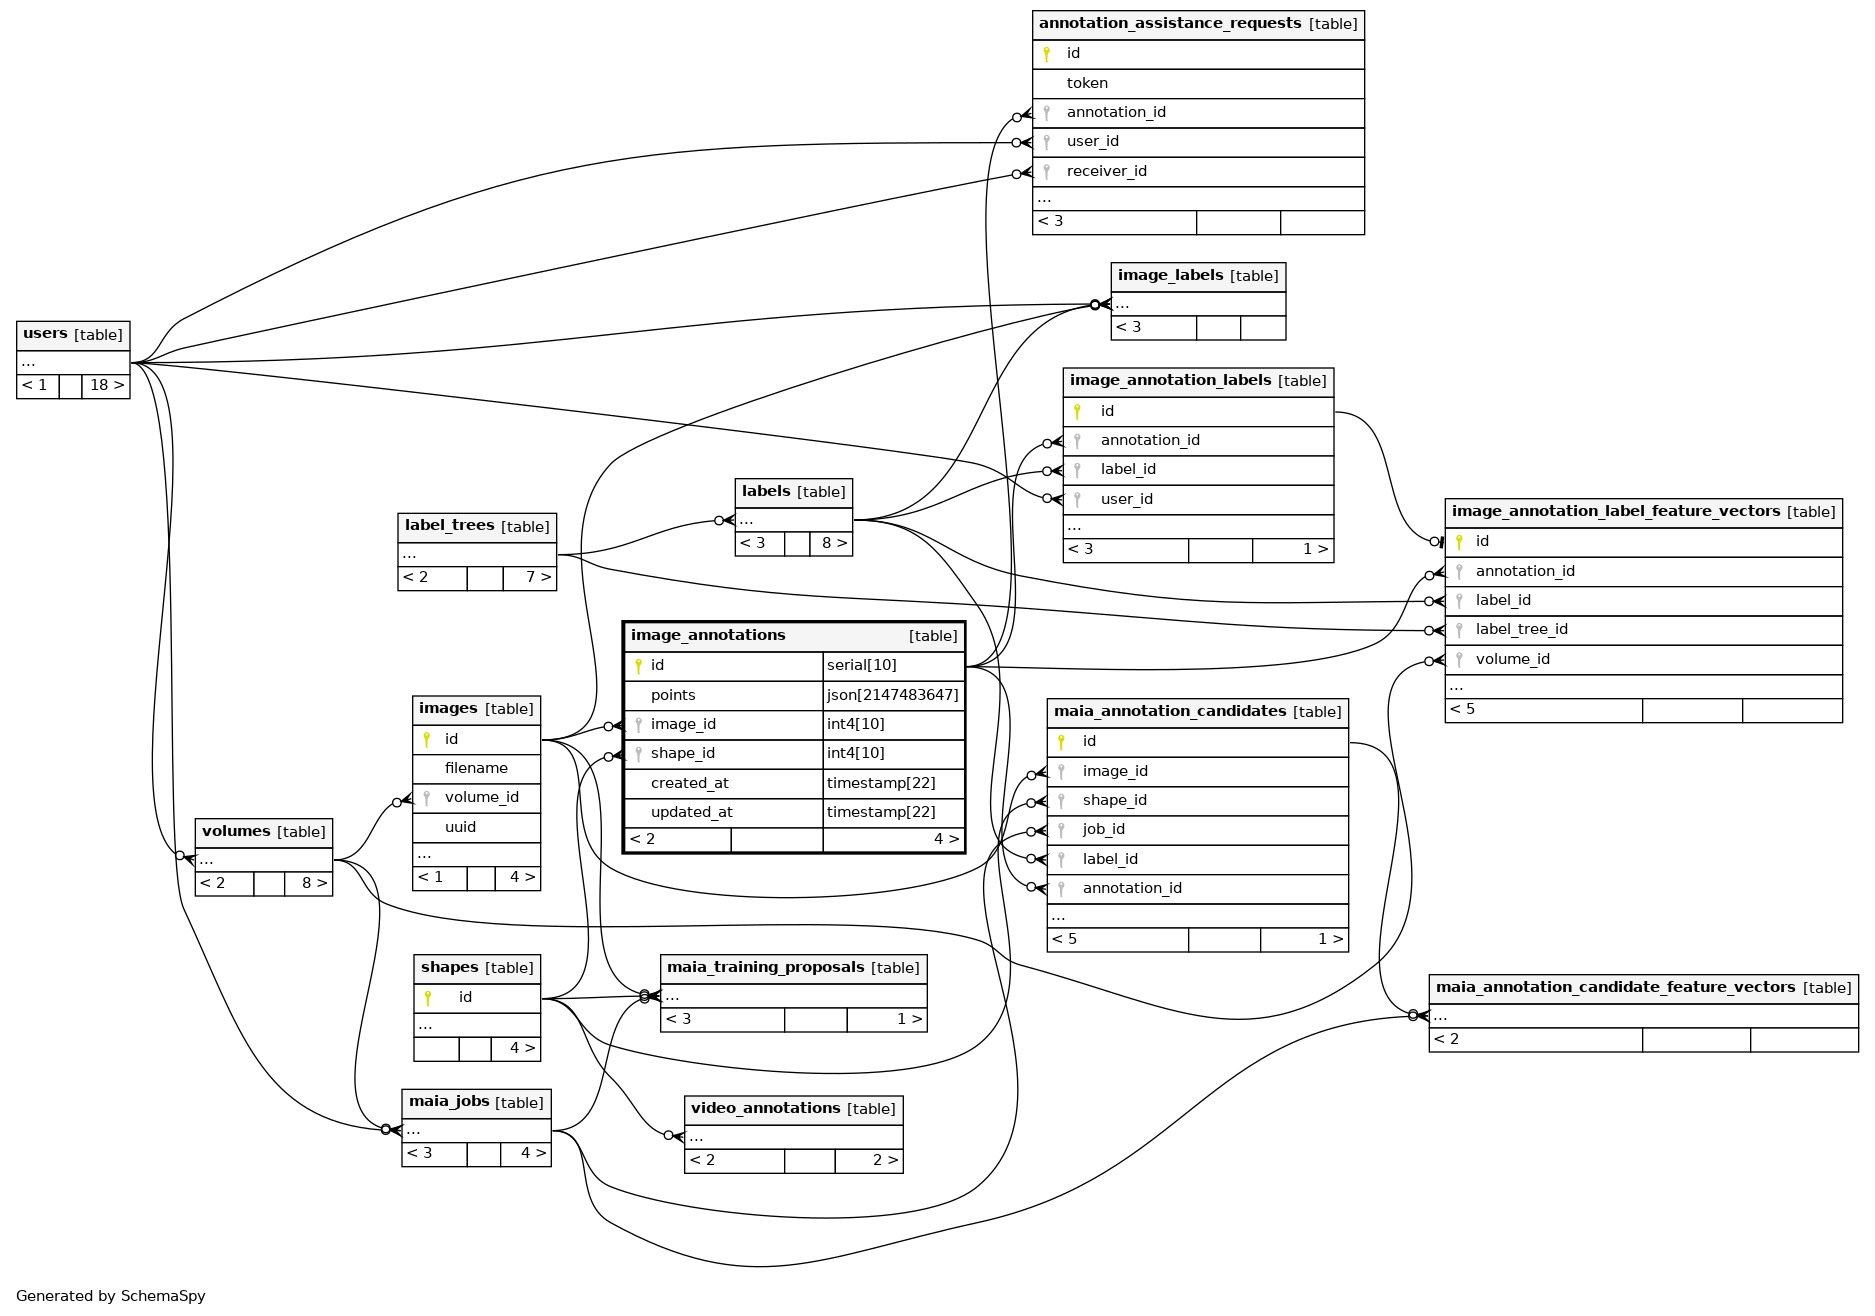 annotation_assistance_requests [table]
id
token
annotation_id
user_id
receiver_id
...
< 3
image_labels [table]
...
< 3
users [table]
...
< 1 18 >
image_annotation_labels [table]
id
annotation_id
label_id
user_id
...
< 3 1 >
labels [table]
...
< 3 8 >
label_trees [table]
...
< 2 7 >
image_annotation_label_feature_vectors [table]
id
annotation_id
label_id
label_tree_id
volume_id
...
< 5
image_annotations [table]
id serial[10]
points json[2147483647]
image_id int4[10]
shape_id int4[10]
created_at timestamp[22]
updated_at timestamp[22]
< 2 4 >
images [table]
id
filename
volume_id
uuid
...
< 1 4 >
maia_annotation_candidates [table]
id
image_id
shape_id
job_id
label_id
annotation_id
...
< 5 1 >
volumes [table]
...
< 2 8 >
shapes [table]
id
...
4 >
maia_training_proposals [table]
...
< 3 1 >
maia_annotation_candidate_feature_vectors [table]
...
< 2
maia_jobs [table]
...
< 3 4 >
video_annotations [table]
...
< 2 2 >
Generated by SchemaSpy